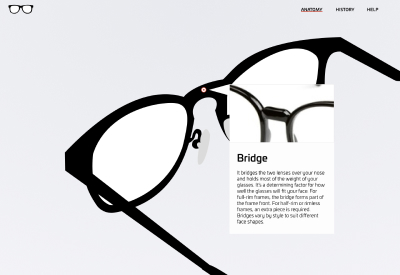 ANATOMY HISTORY HELP
Bridge
It bridges the two lenses over your nose
and holds most of the weight of your
glasses. It's a determining factor for how
well the glasses will fit your face. For
full-rim frames, the bridge forms part of
the frame front. For half-rim or rimless
frames, an extra piece is required.
Bridges vary by style to suit different
face shapes.